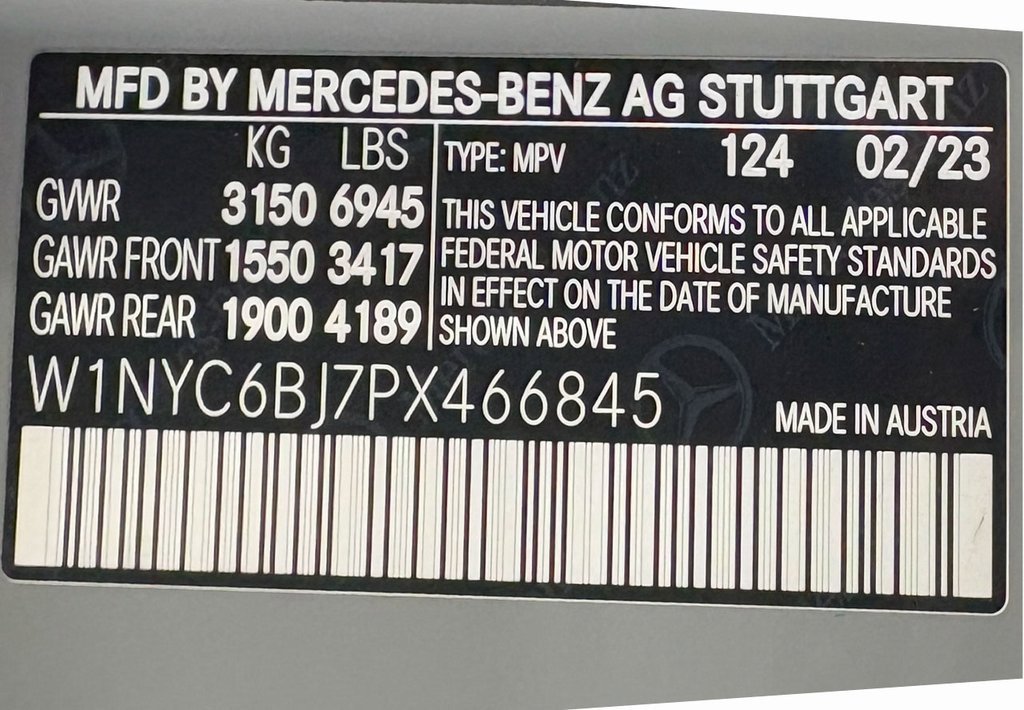 MFD BY MERCEDES-BENZ AG STUTTGART
KG LBS
GVWR 3150 6945
GAWR FRONT 1550 3417
GAWR REAR 1900 4189
TYPE: MPV 124 02/23
THIS VEHICLE CONFORMS TO ALL APPLICABLE
FEDERAL MOTOR VEHICLE SAFETY STANDARDS
IN EFFECT ON THE DATE OF MANUFACTURE
SHOWN ABOVE
W1NYC6BJ7PX466845
MADE IN AUSTRIA